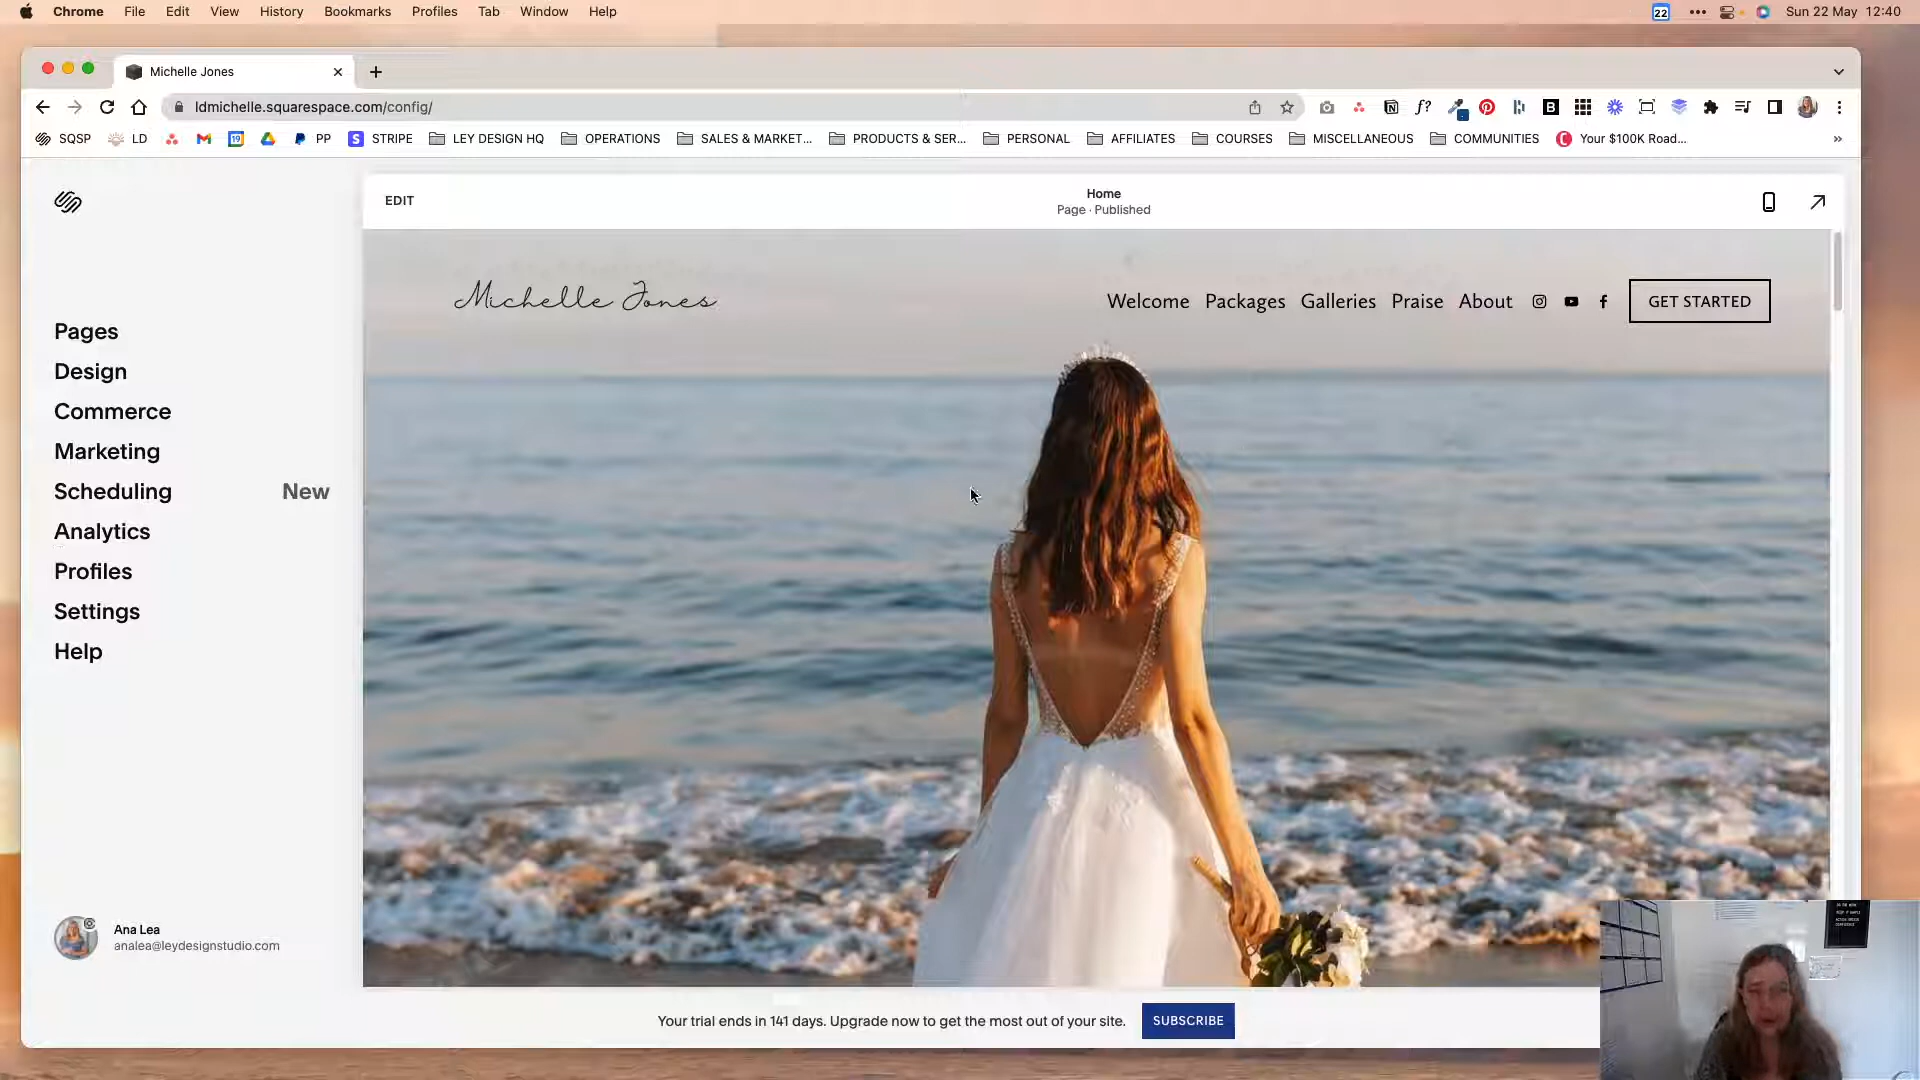 Chrome File Edit View History Bookmarks Profiles Tab Window Help
22 Sun 22 May 12:40
Michelle Jones
ldmichelle.squarespace.com/config/
SQSP LD 19 PP STRIPE LEY DESIGN HQ OPERATIONS SALES & MARKET... PRODUCTS & SER... PERSONAL AFFILIATES COURSES MISCELLANEOUS COMMUNITIES Your $100K Road...
EDIT
Home
Page · Published
Michelle Jones
Welcome Packages Galleries Praise About GET STARTED
Pages
Design
Commerce
Marketing
Scheduling New
Analytics
Profiles
Settings
Help
Ana Lea
analea@leydesignstudio.com
Your trial ends in 141 days. Upgrade now to get the most out of your site. SUBSCRIBE